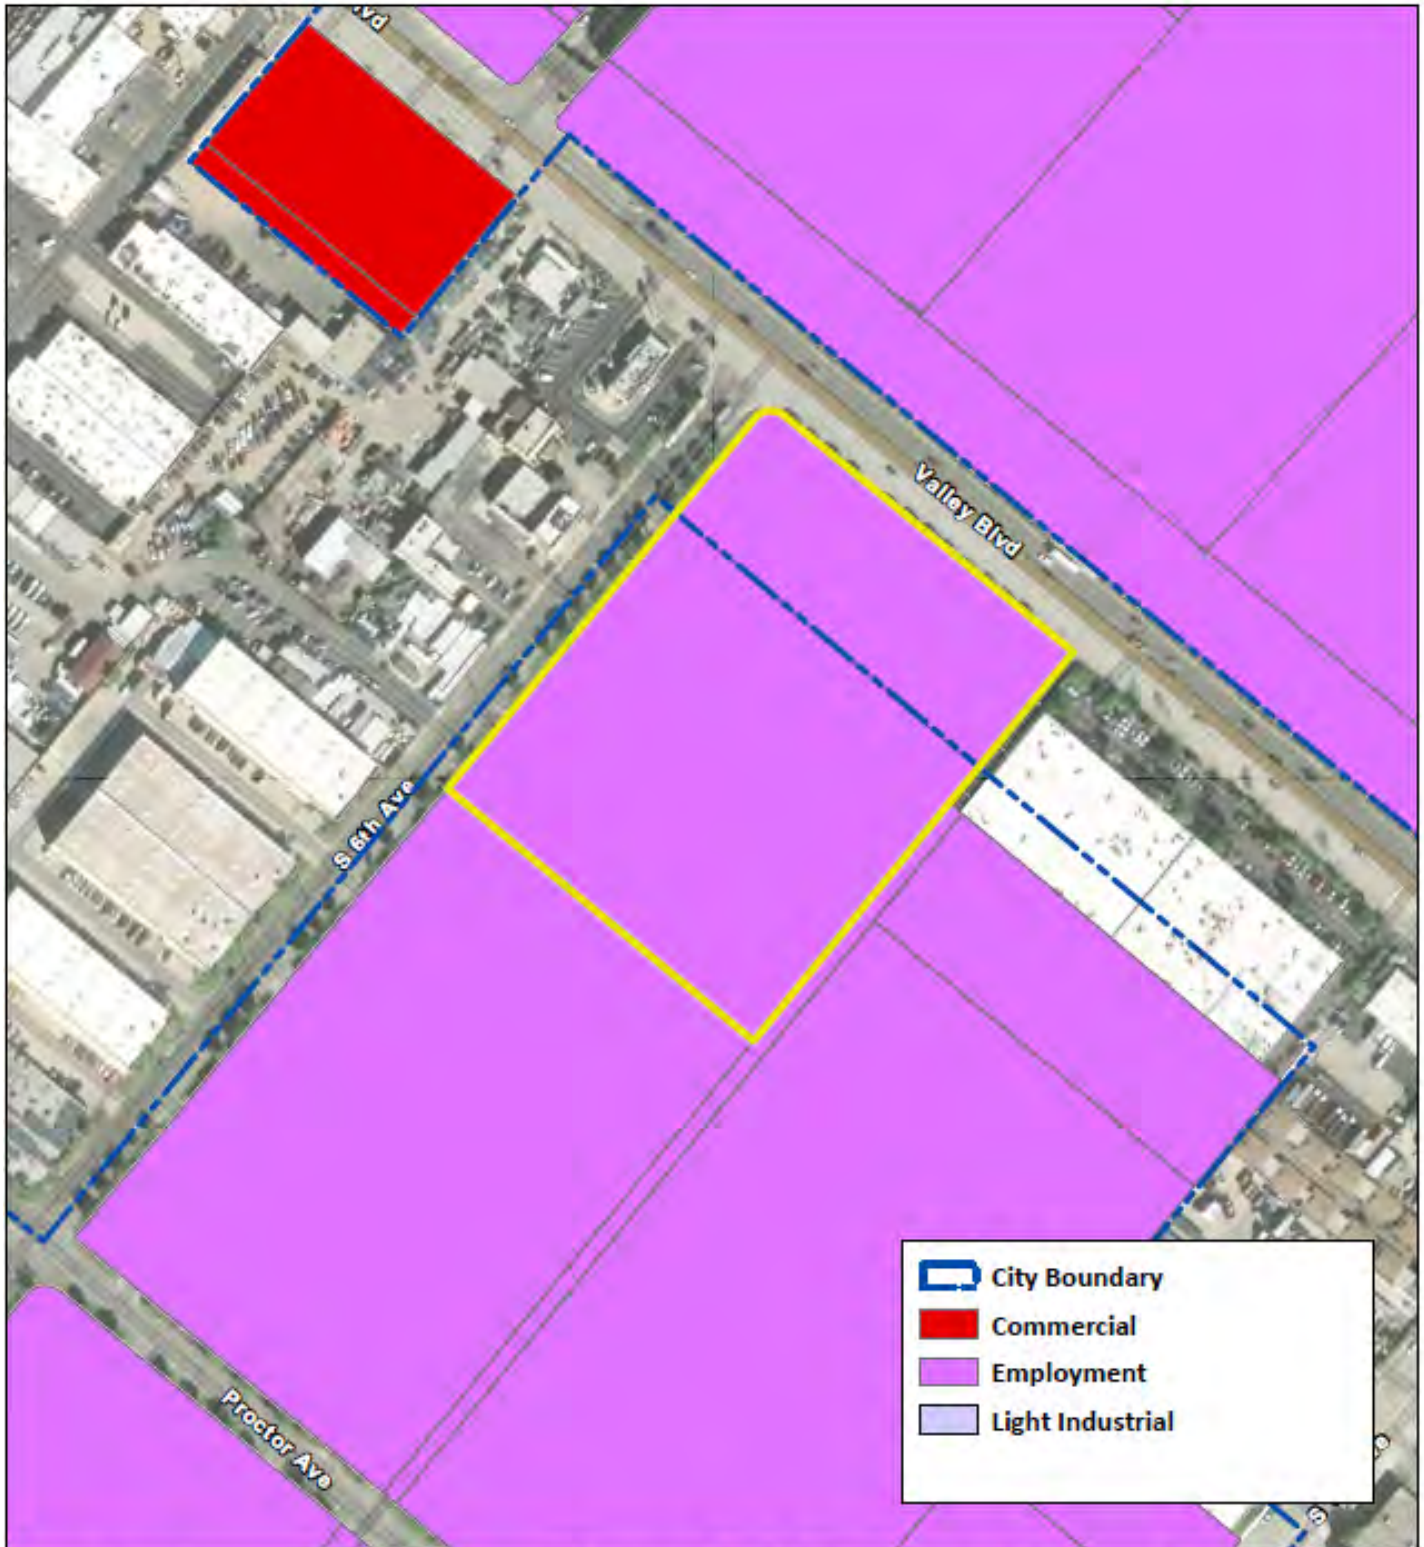 Valley Blvd
S 6th Ave
Proctor Ave
City Boundary
Commercial
Employment
Light Industrial